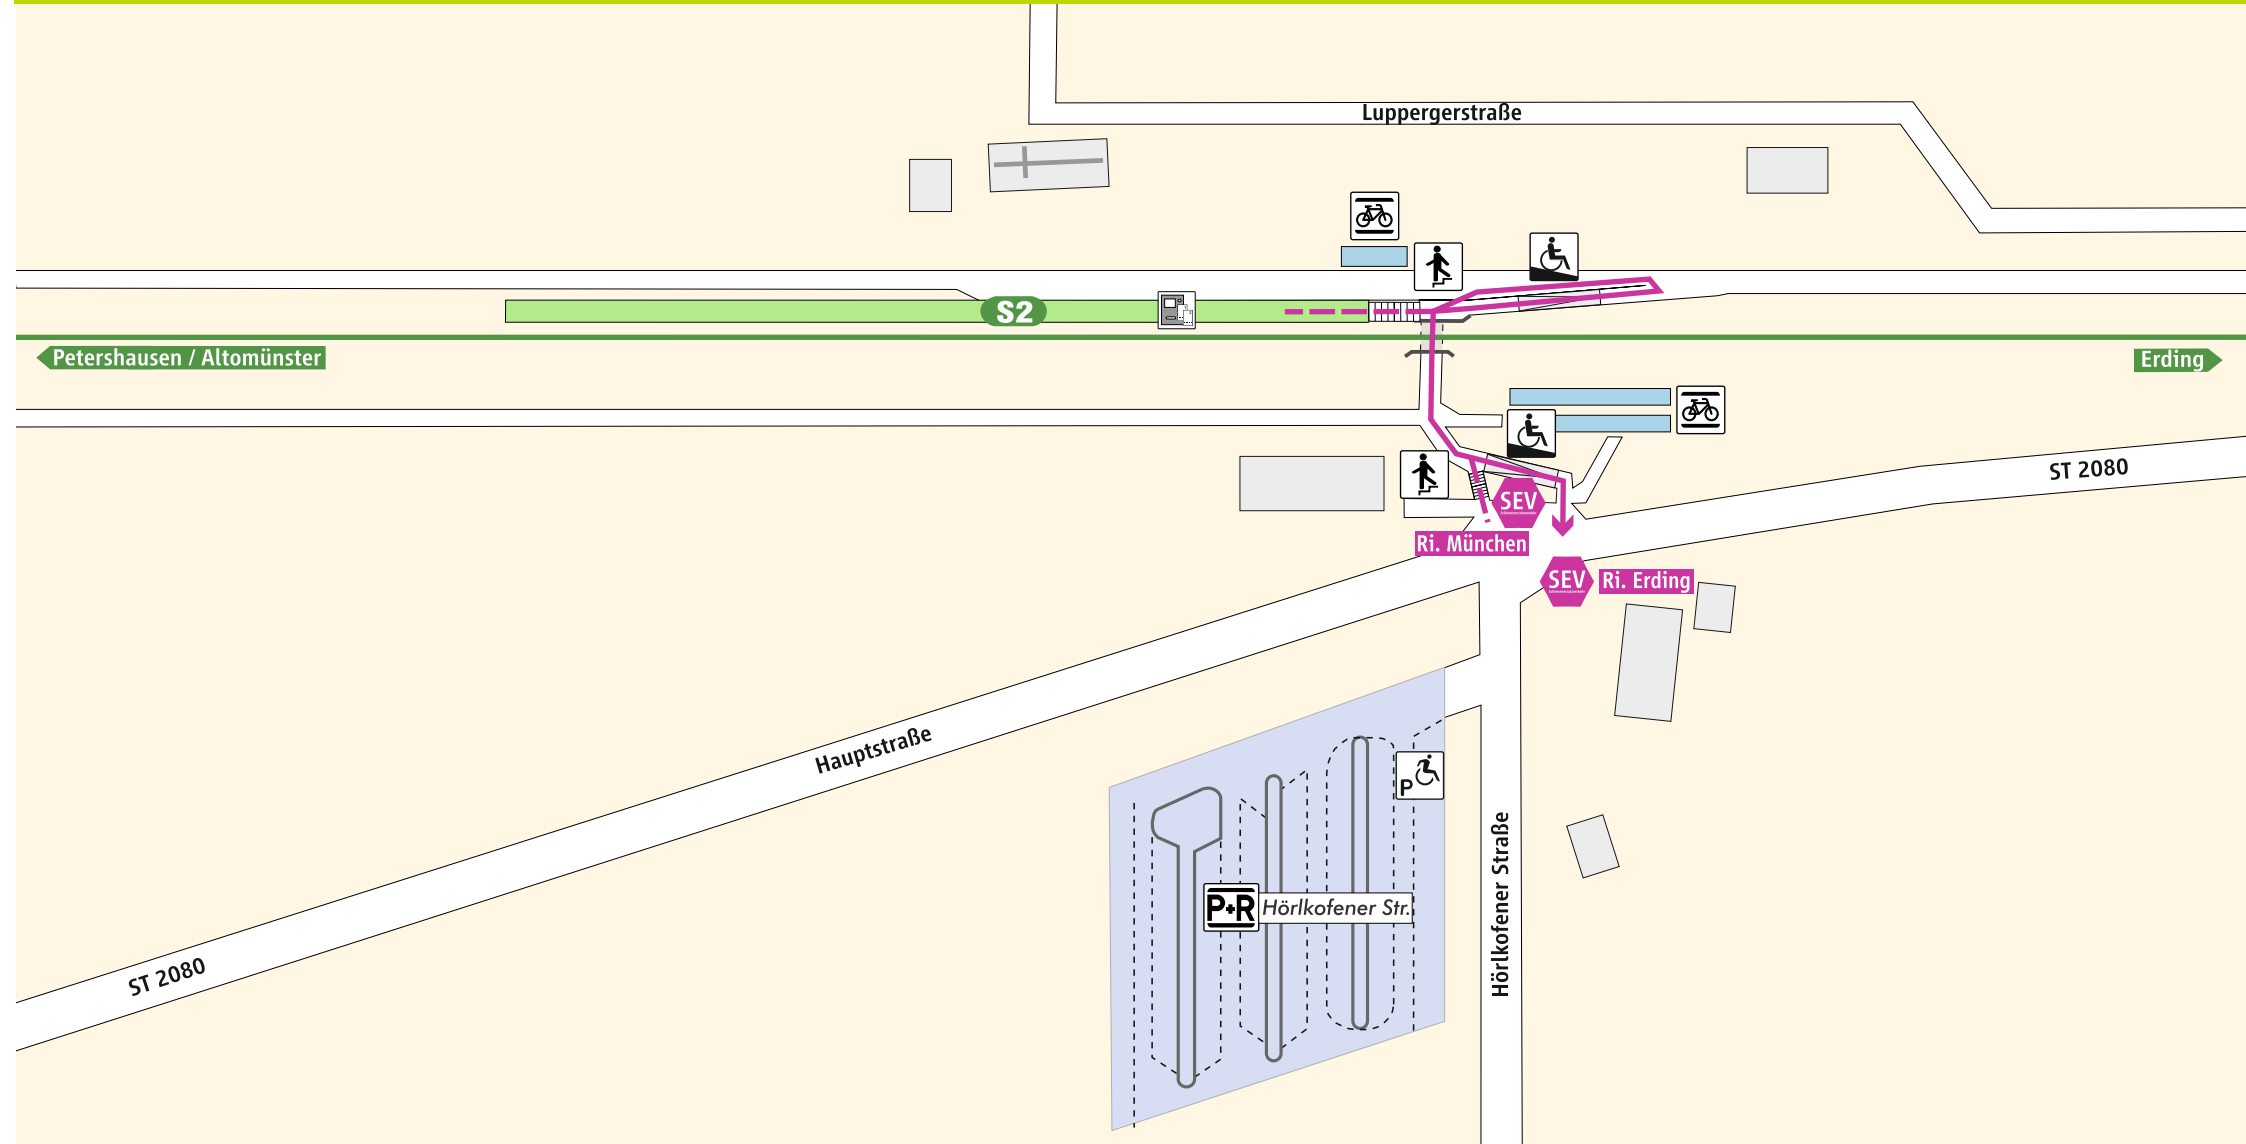 Luppergerstraße
S2
Petershausen / Altomünster
Erding
ST 2080
SEV
Ri. München
SEV
Ri. Erding
Hauptstraße
P
P+R
Hörlkofener Str.
Hörlkofener Straße
ST 2080